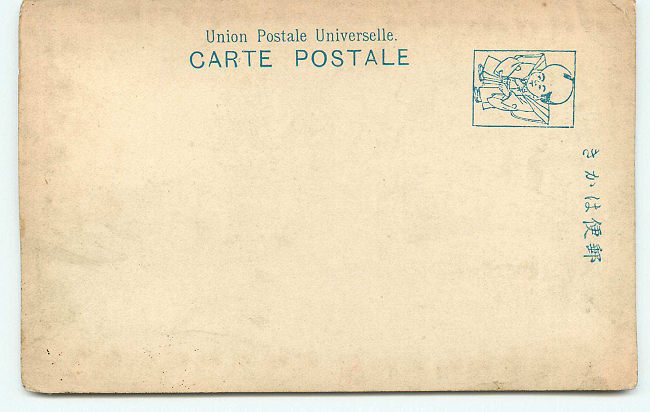 Union Postale Universelle.
CARTE POSTALE
郵便はかき